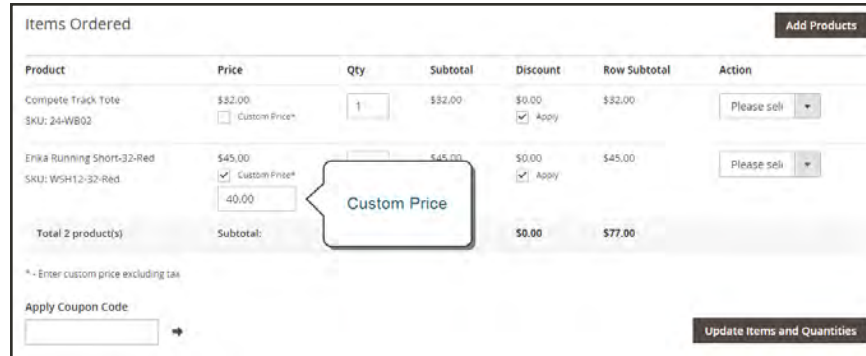 Items Ordered
Add Products
Product Price Qty Subtotal Discount Row Subtotal Action
Compete Track Tote $32.00 1 $32.00 $0.00 $32.00 Please sele
SKU: 24-WB02 Custom Price* Apply
Erika Running Short-32-Red $45.00 $45.00 $0.00 $45.00 Please sele
SKU: WSH12-32-Red Custom Price* Apply
40.00
Custom Price
Total 2 product(s) Subtotal: $0.00 $77.00
* - Enter custom price excluding tax
Apply Coupon Code
Update Items and Quantities